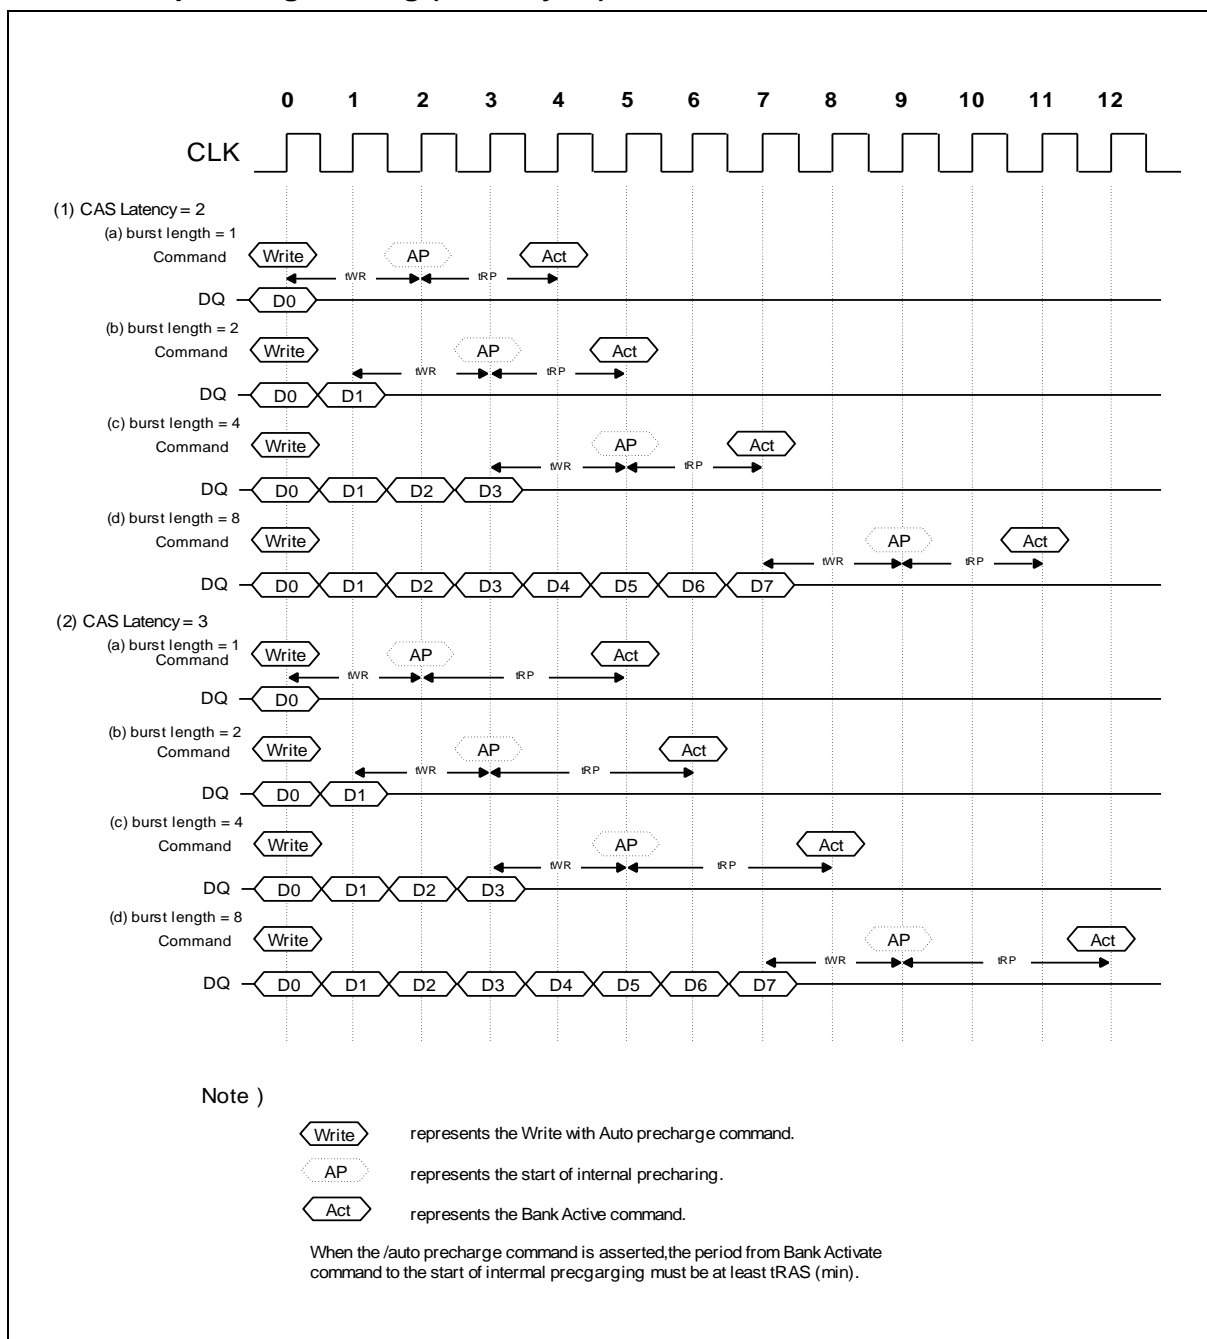 0 1 2 3 4 5 6 7 8 9 10 11 12
CLK
(1) CAS Latency = 2
(a) burst length = 1
Command Write AP Act
tWR tRP
DQ D0
(b) burst length = 2
Command Write AP Act
tWR tRP
DQ D0 D1
(c) burst length = 4
Command Write AP Act
tWR tRP
DQ D0 D1 D2 D3
(d) burst length = 8
Command Write AP Act
tWR tRP
DQ D0 D1 D2 D3 D4 D5 D6 D7
(2) CAS Latency = 3
(a) burst length = 1
Command Write AP Act
tWR tRP
DQ D0
(b) burst length = 2
Command Write AP Act
tWR tRP
DQ D0 D1
(c) burst length = 4
Command Write AP Act
tWR tRP
DQ D0 D1 D2 D3
(d) burst length = 8
Command Write AP Act
tWR tRP
DQ D0 D1 D2 D3 D4 D5 D6 D7
Note )
Write represents the Write with Auto precharge command.
AP represents the start of internal precharing.
Act represents the Bank Active command.
When the /auto precharge command is asserted,the period from Bank Activate
command to the start of intermal precgarging must be at least tRAS (min).